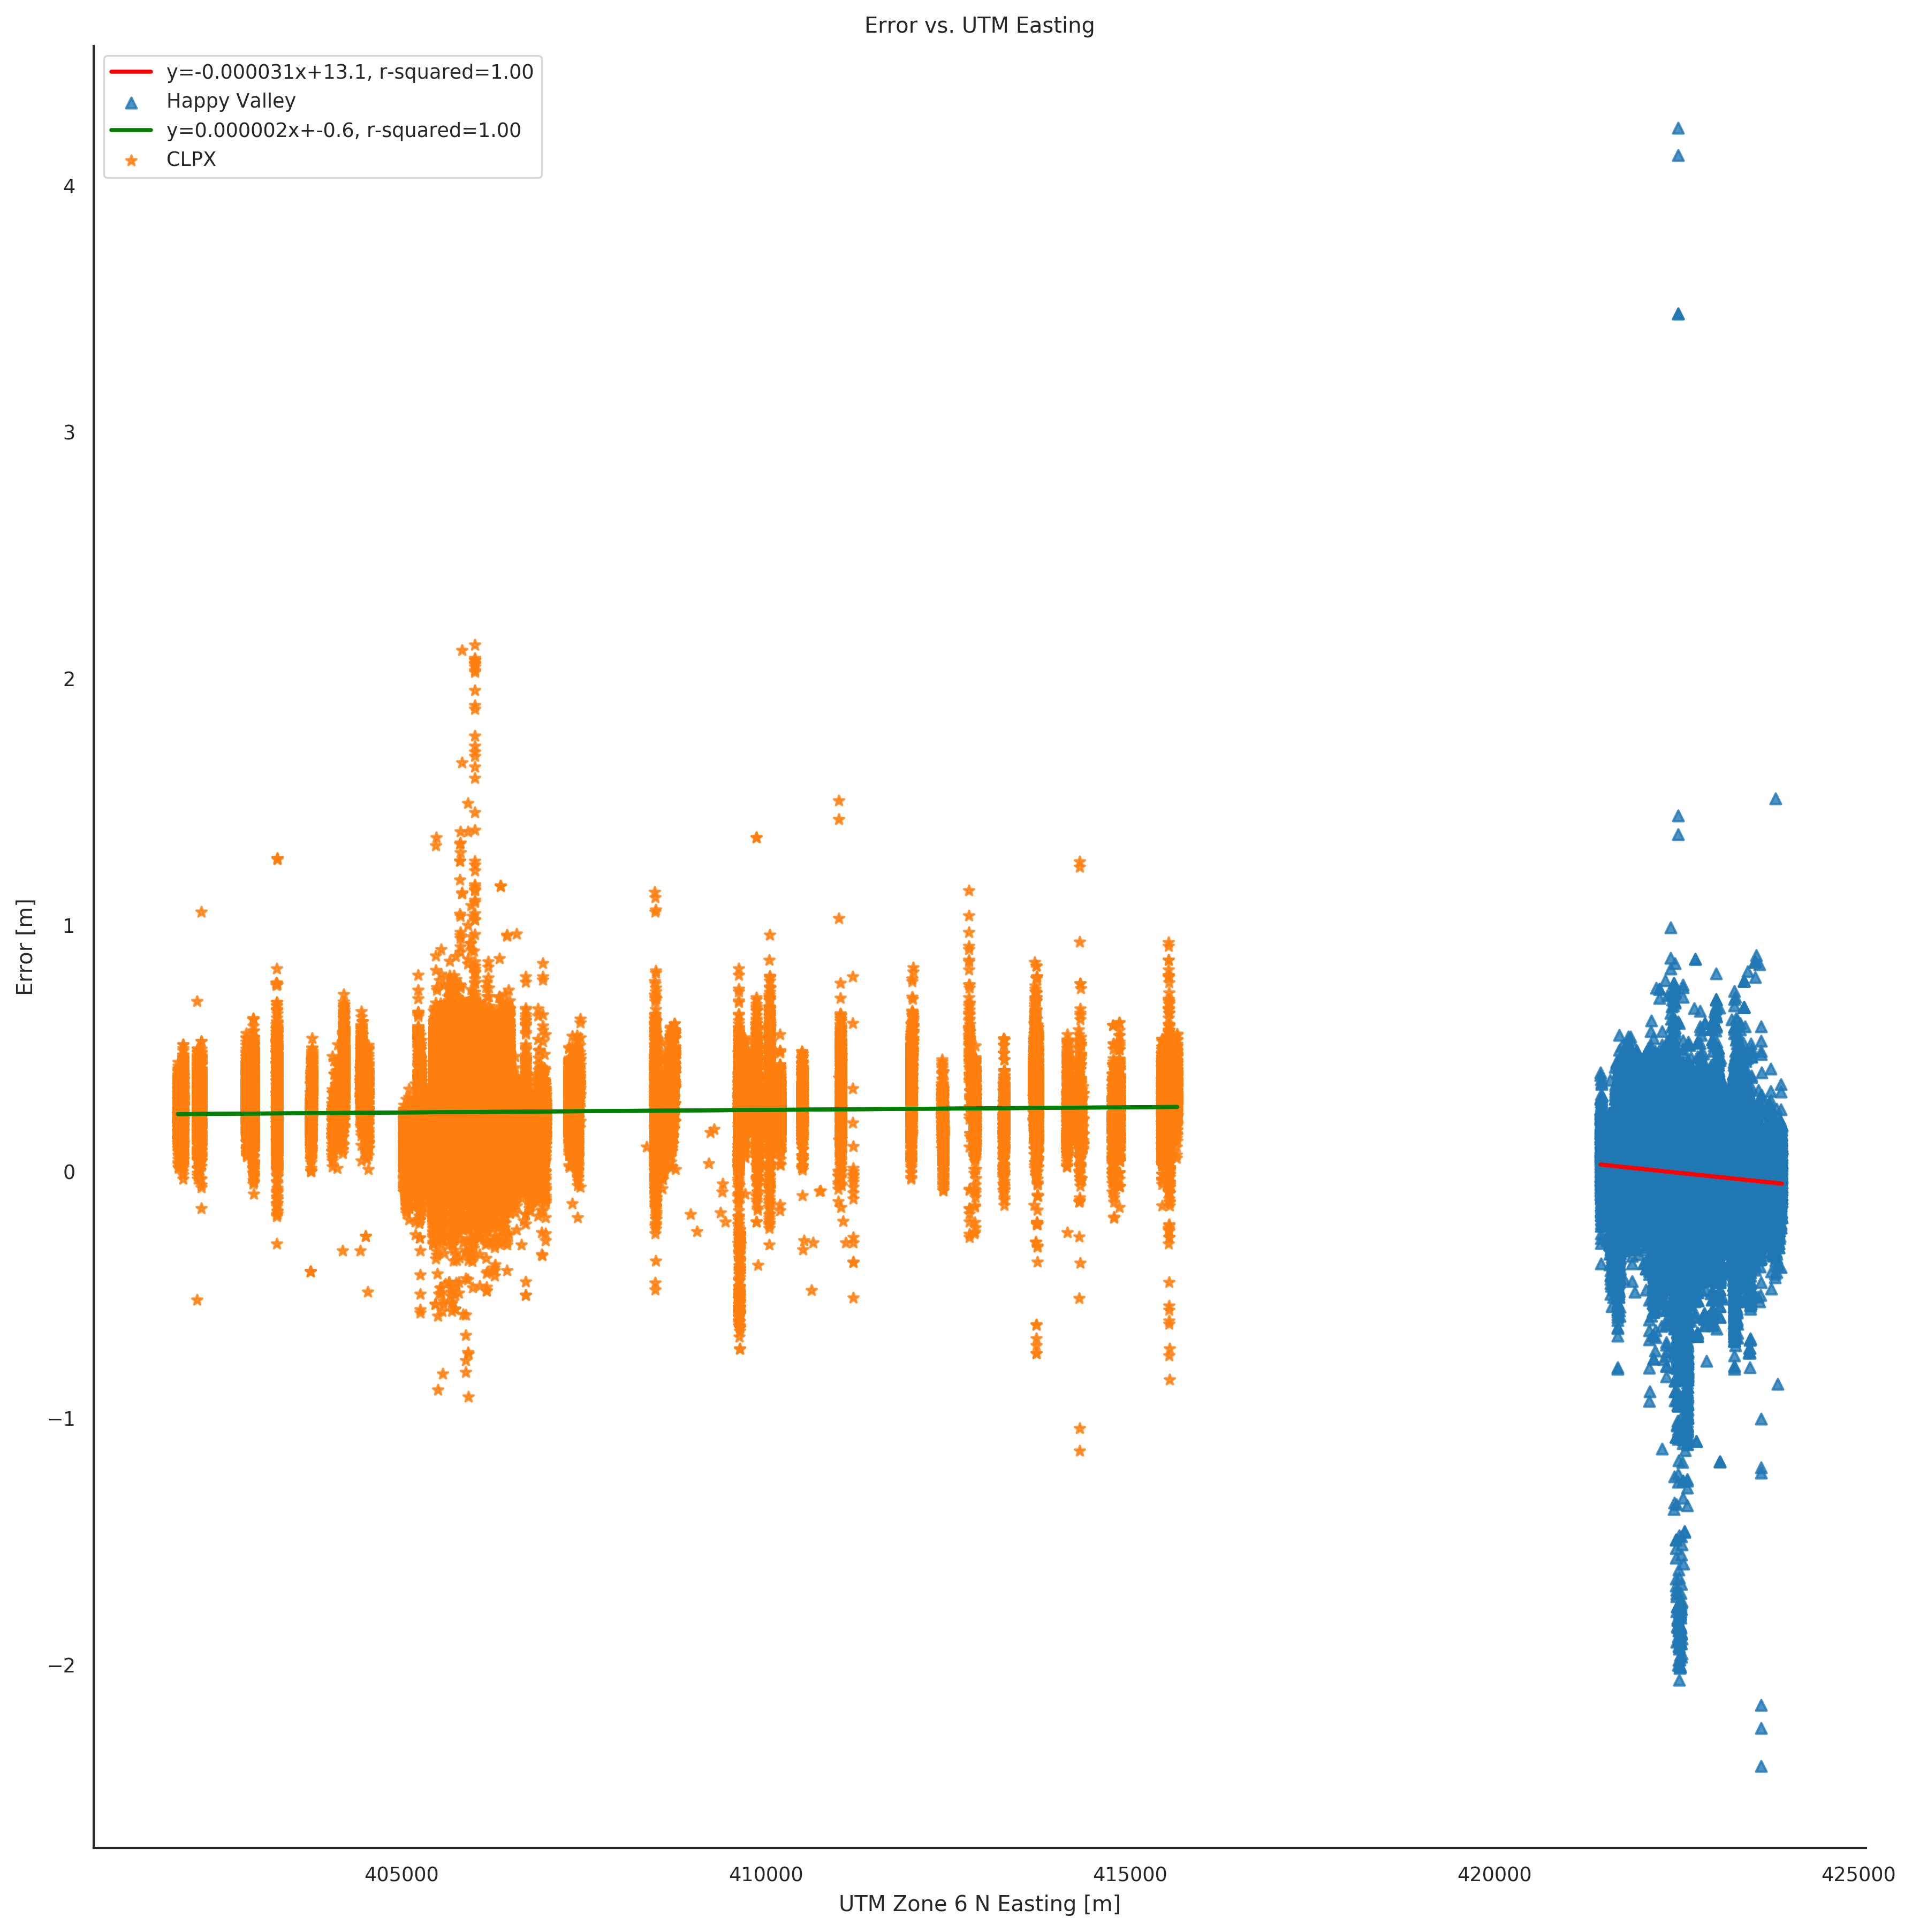 Error vs. UTM Easting
y=-0.000031x+13.1, r-squared=1.00
Happy Valley
y=0.000002x+-0.6, r-squared=1.00
CLPX
4
3
2
1
0
−1
−2
Error [m]
405000 410000 415000 420000 425000
UTM Zone 6 N Easting [m]